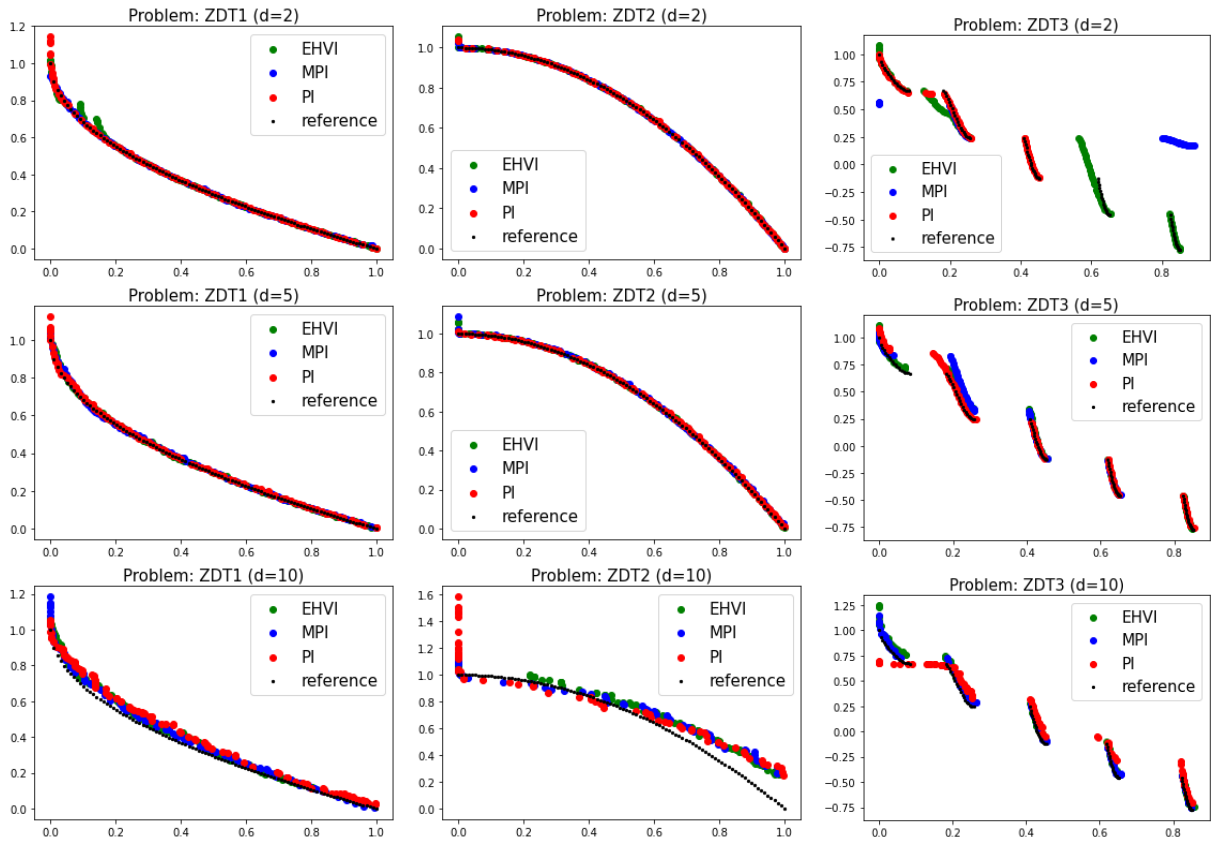 Problem: ZDT1 (d=2)
1.2
1.0
0.8
0.6
0.4
0.2
0.0
EHVI
MPI
PI
reference
0.0 0.2 0.4 0.6 0.8 1.0
Problem: ZDT2 (d=2)
1.0
0.8
0.6
0.4
0.2
0.0
EHVI
MPI
PI
reference
0.0 0.2 0.4 0.6 0.8 1.0
Problem: ZDT3 (d=2)
1.00
0.75
0.50
0.25
0.00
−0.25
−0.50
−0.75
EHVI
MPI
PI
reference
0.0 0.2 0.4 0.6 0.8
Problem: ZDT1 (d=5)
1.0
0.8
0.6
0.4
0.2
0.0
EHVI
MPI
PI
reference
0.0 0.2 0.4 0.6 0.8 1.0
Problem: ZDT2 (d=5)
1.0
0.8
0.6
0.4
0.2
0.0
EHVI
MPI
PI
reference
0.0 0.2 0.4 0.6 0.8 1.0
Problem: ZDT3 (d=5)
1.00
0.75
0.50
0.25
0.00
−0.25
−0.50
−0.75
EHVI
MPI
PI
reference
0.0 0.2 0.4 0.6 0.8
Problem: ZDT1 (d=10)
1.2
1.0
0.8
0.6
0.4
0.2
0.0
EHVI
MPI
PI
reference
0.0 0.2 0.4 0.6 0.8 1.0
Problem: ZDT2 (d=10)
1.6
1.4
1.2
1.0
0.8
0.6
0.4
0.2
0.0
EHVI
MPI
PI
reference
0.0 0.2 0.4 0.6 0.8 1.0
Problem: ZDT3 (d=10)
1.25
1.00
0.75
0.50
0.25
0.00
−0.25
−0.50
−0.75
EHVI
MPI
PI
reference
0.0 0.2 0.4 0.6 0.8